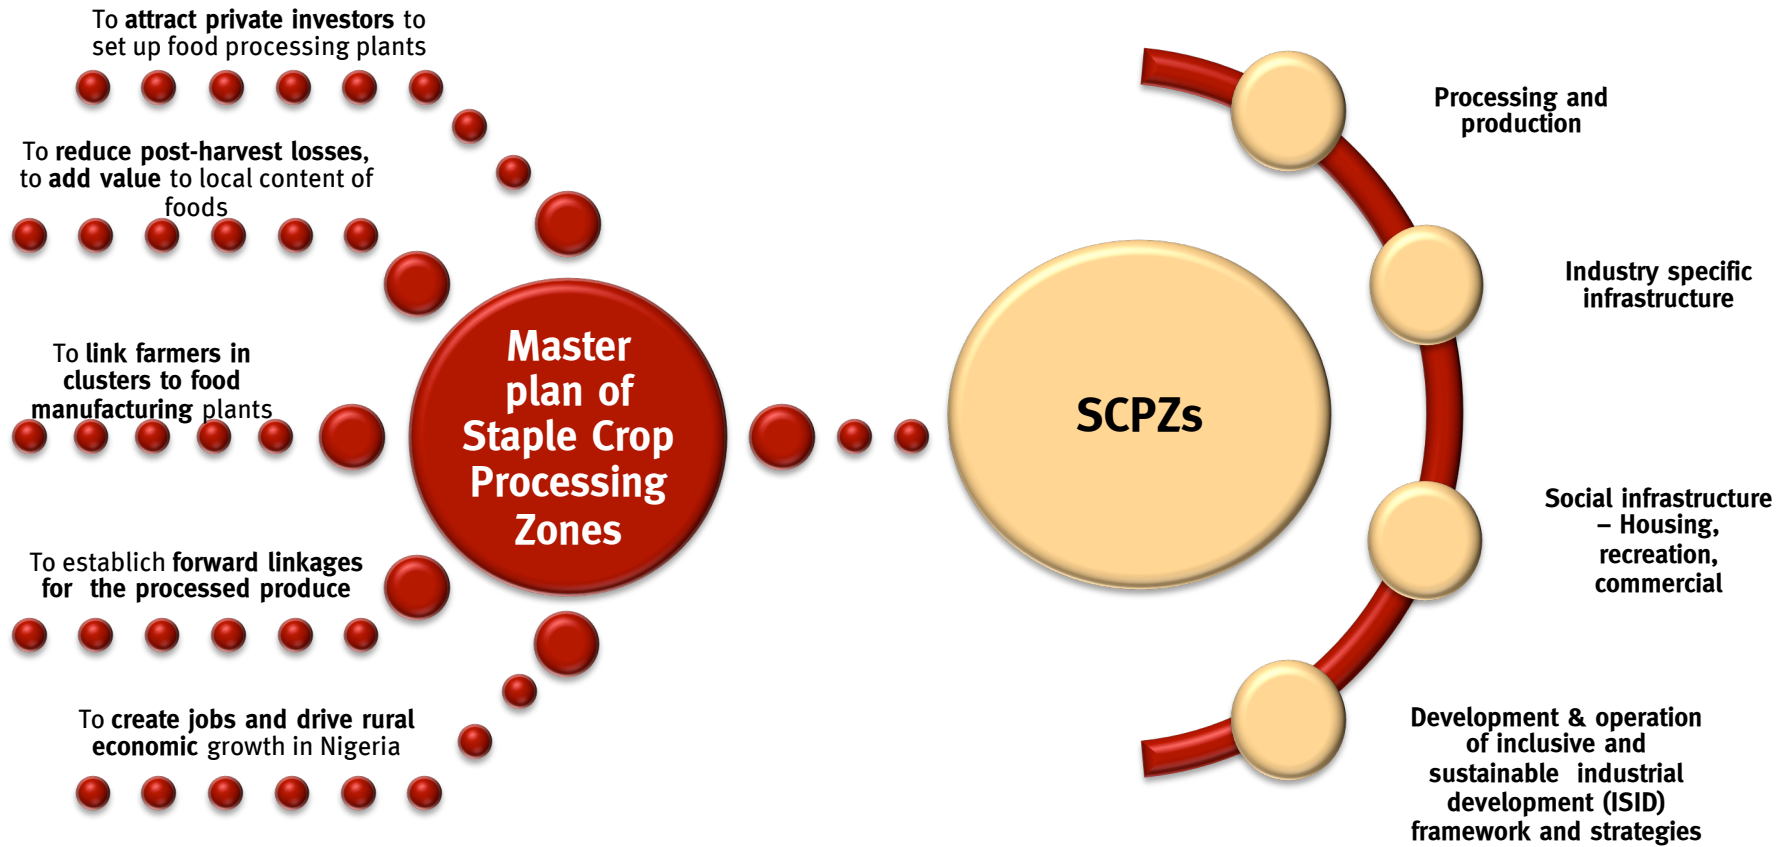 To attract private investors to
set up food processing plants
To reduce post-harvest losses,
to add value to local content of
foods
To link farmers in
clusters to food
manufacturing plants
To establich forward linkages
for the processed produce
To create jobs and drive rural
economic growth in Nigeria
Master
plan of
Staple Crop
Processing
Zones
SCPZs
Processing and
production
Industry specific
infrastructure
Social infrastructure
– Housing,
recreation,
commercial
Development & operation
of inclusive and
sustainable industrial
development (ISID)
framework and strategies